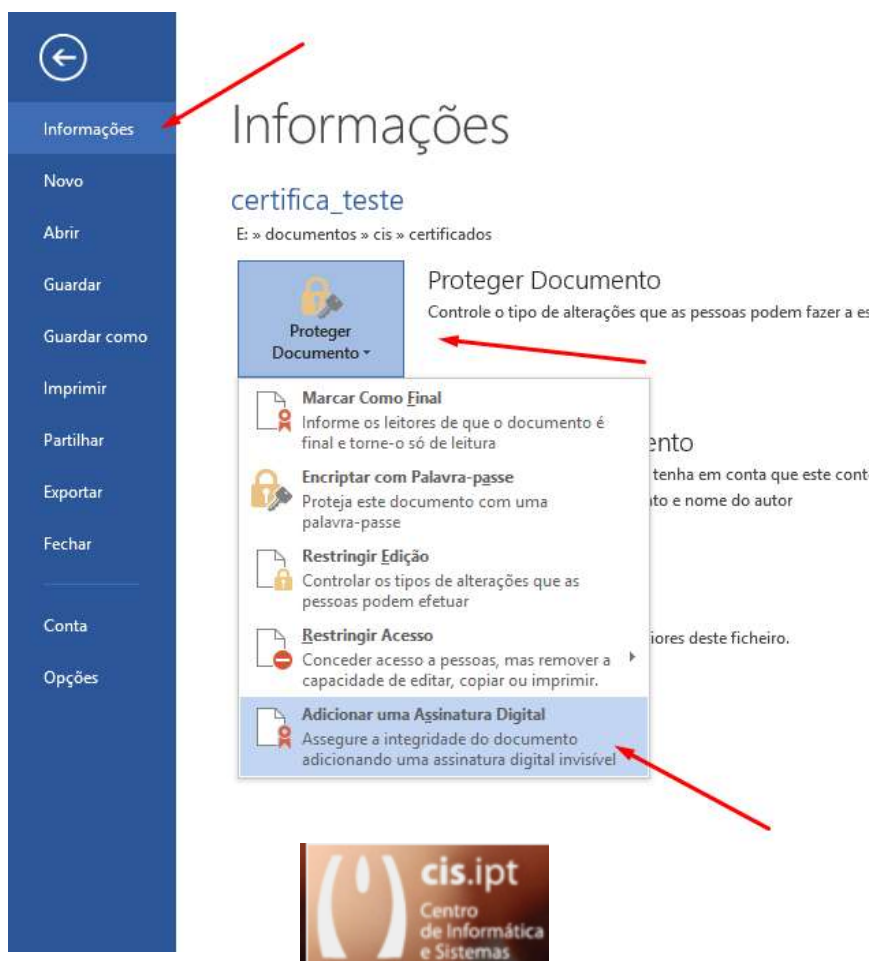 Informações
Novo
Abrir
Guardar
Guardar como
Imprimir
Partilhar
Exportar
Fechar
Conta
Opções
Informações
certifica_teste
E: » documentos » cis » certificados
Proteger
Documento
Proteger Documento
Controle o tipo de alterações que as pessoas podem fazer a es
Marcar Como Final
Informe os leitores de que o documento é
final e torne-o só de leitura
Encriptar com Palavra-passe
Proteja este documento com uma
palavra-passe
Restringir Edição
Controlar os tipos de alterações que as
pessoas podem efetuar
Restringir Acesso
Conceder acesso a pessoas, mas remover a
capacidade de editar, copiar ou imprimir.
Adicionar uma Assinatura Digital
Assegure a integridade do documento
adicionando uma assinatura digital invisível
ento
tenha em conta que este cont
to e nome do autor
iores deste ficheiro.
cis.ipt
Centro
de Informática
e Sistemas